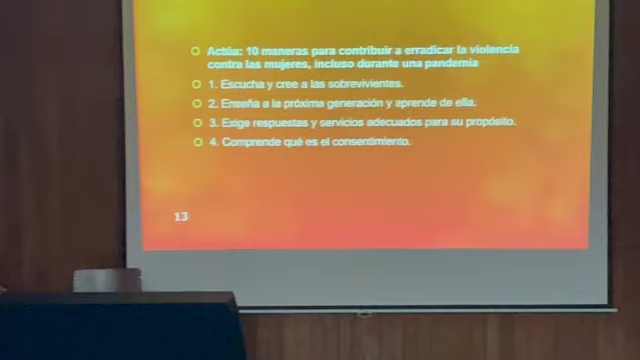 Actúa: 10 maneras para contribuir a erradicar la violencia
contra las mujeres, incluso durante una pandemia
1. Escucha y cree a las sobrevivientes.
2. Enseña a la próxima generación y aprende de ella.
3. Exige respuestas y servicios adecuados para su propósito.
4. Comprende qué es el consentimiento.
13